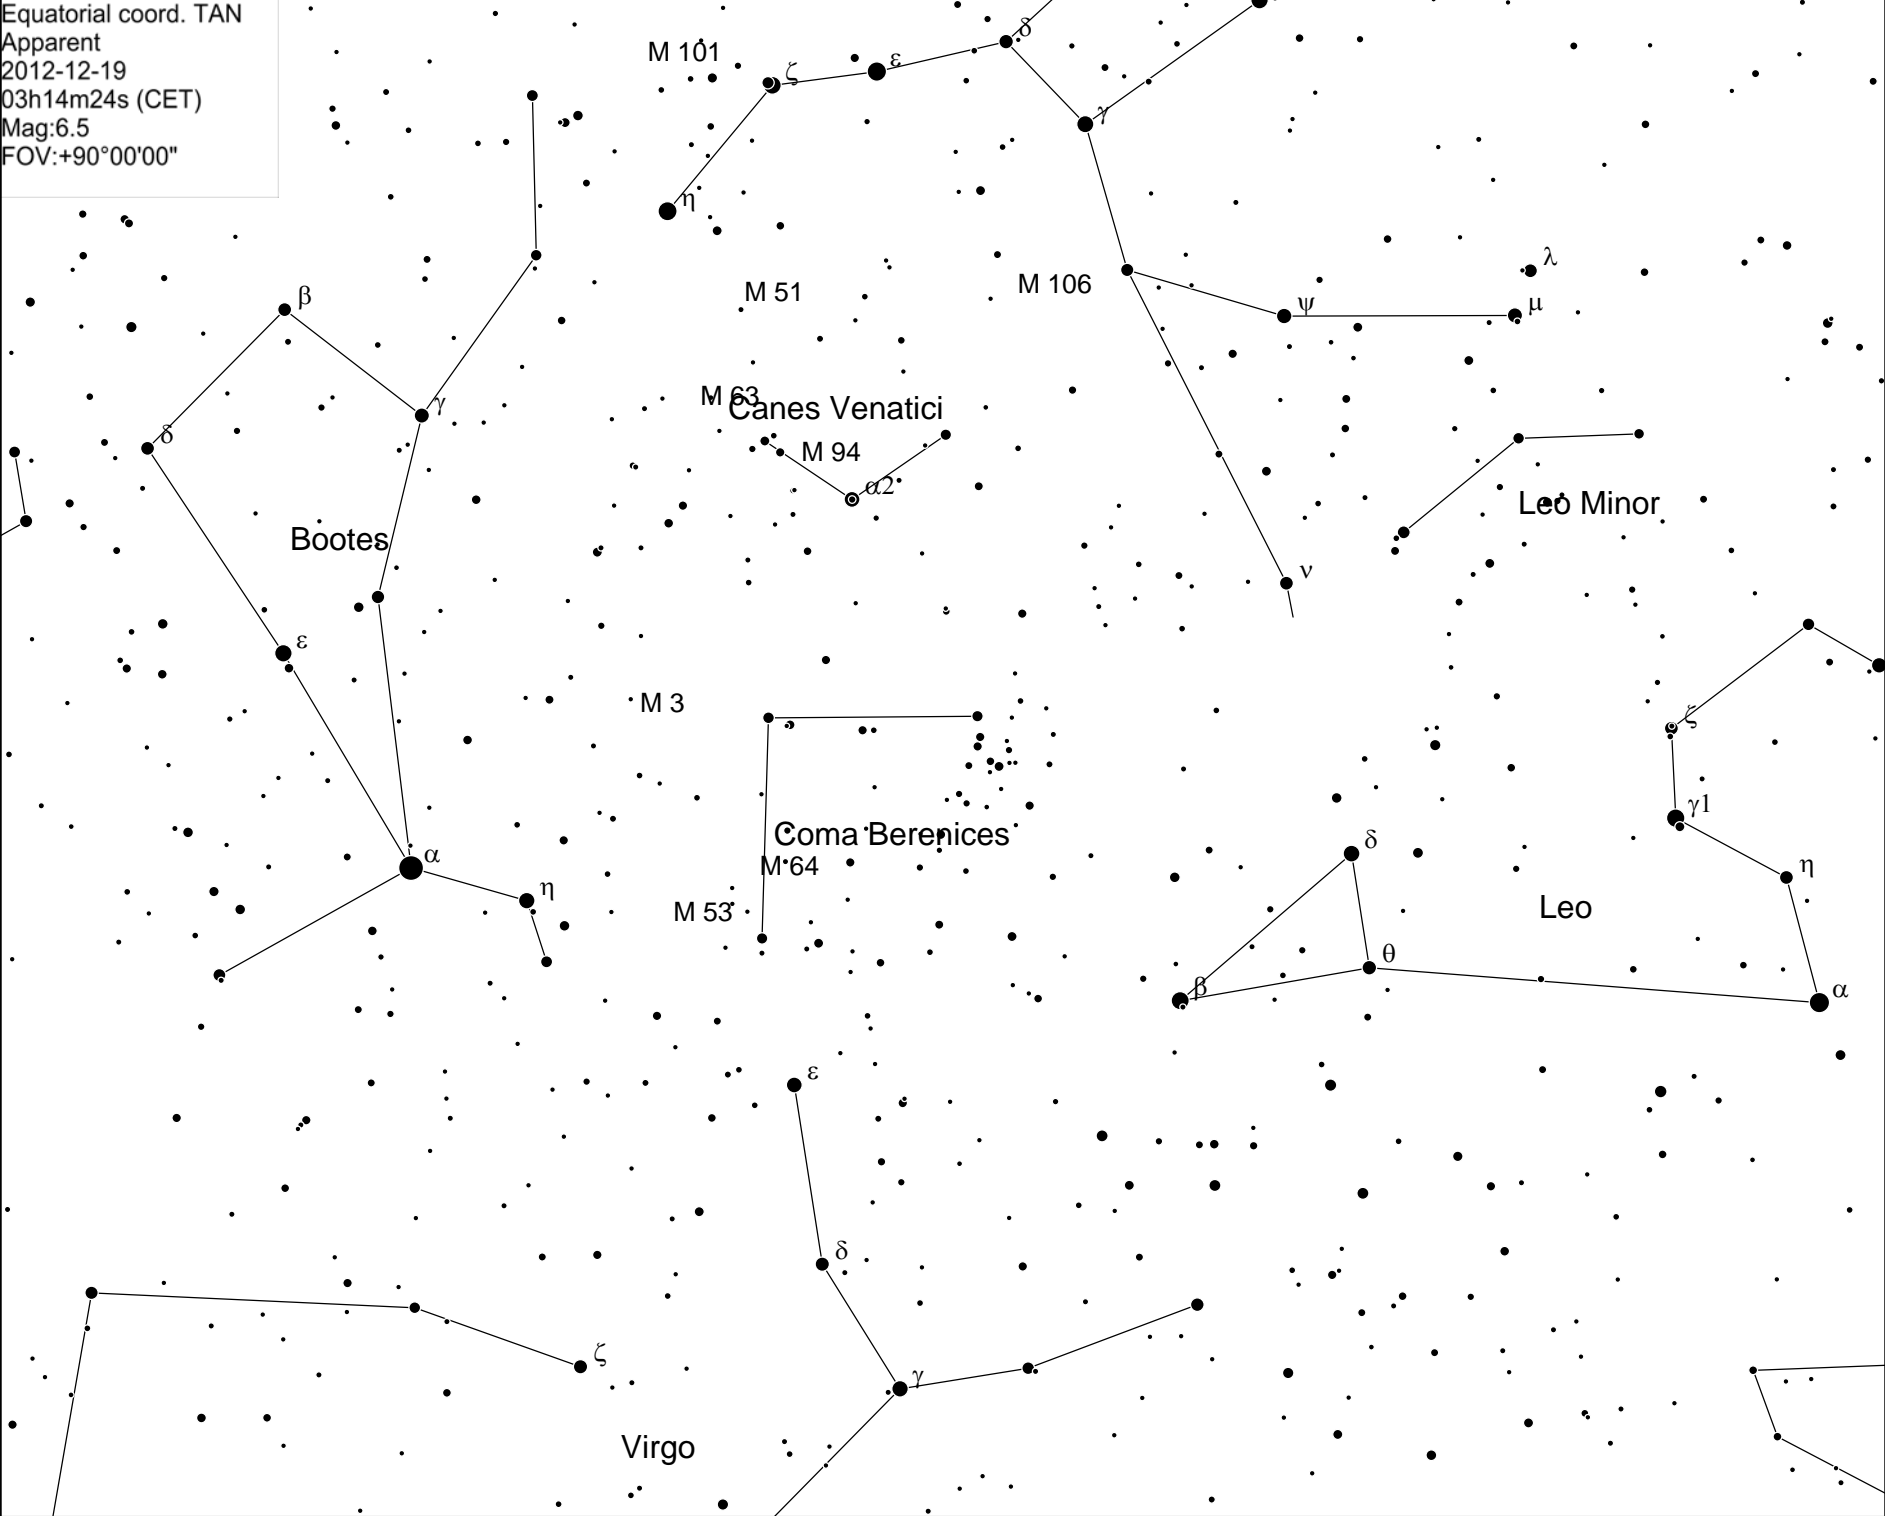 Equatorial coord. TAN
Apparent
2012-12-19
03h14m24s (CET)
Mag:6.5
FOV:+90°00'00"
δ
M 101
ζ
ε
γ
η
λ
M 106
M 51
β
ψ
μ
M 63
Canes Venatici
γ
δ
M 94
α2
Leo Minor
Bootes
ν
ε
M 3
ζ
γ1
Coma Berenices
δ
α
M 64
η
η
Leo
M 53
θ
β
α
ε
δ
ζ
γ
Virgo